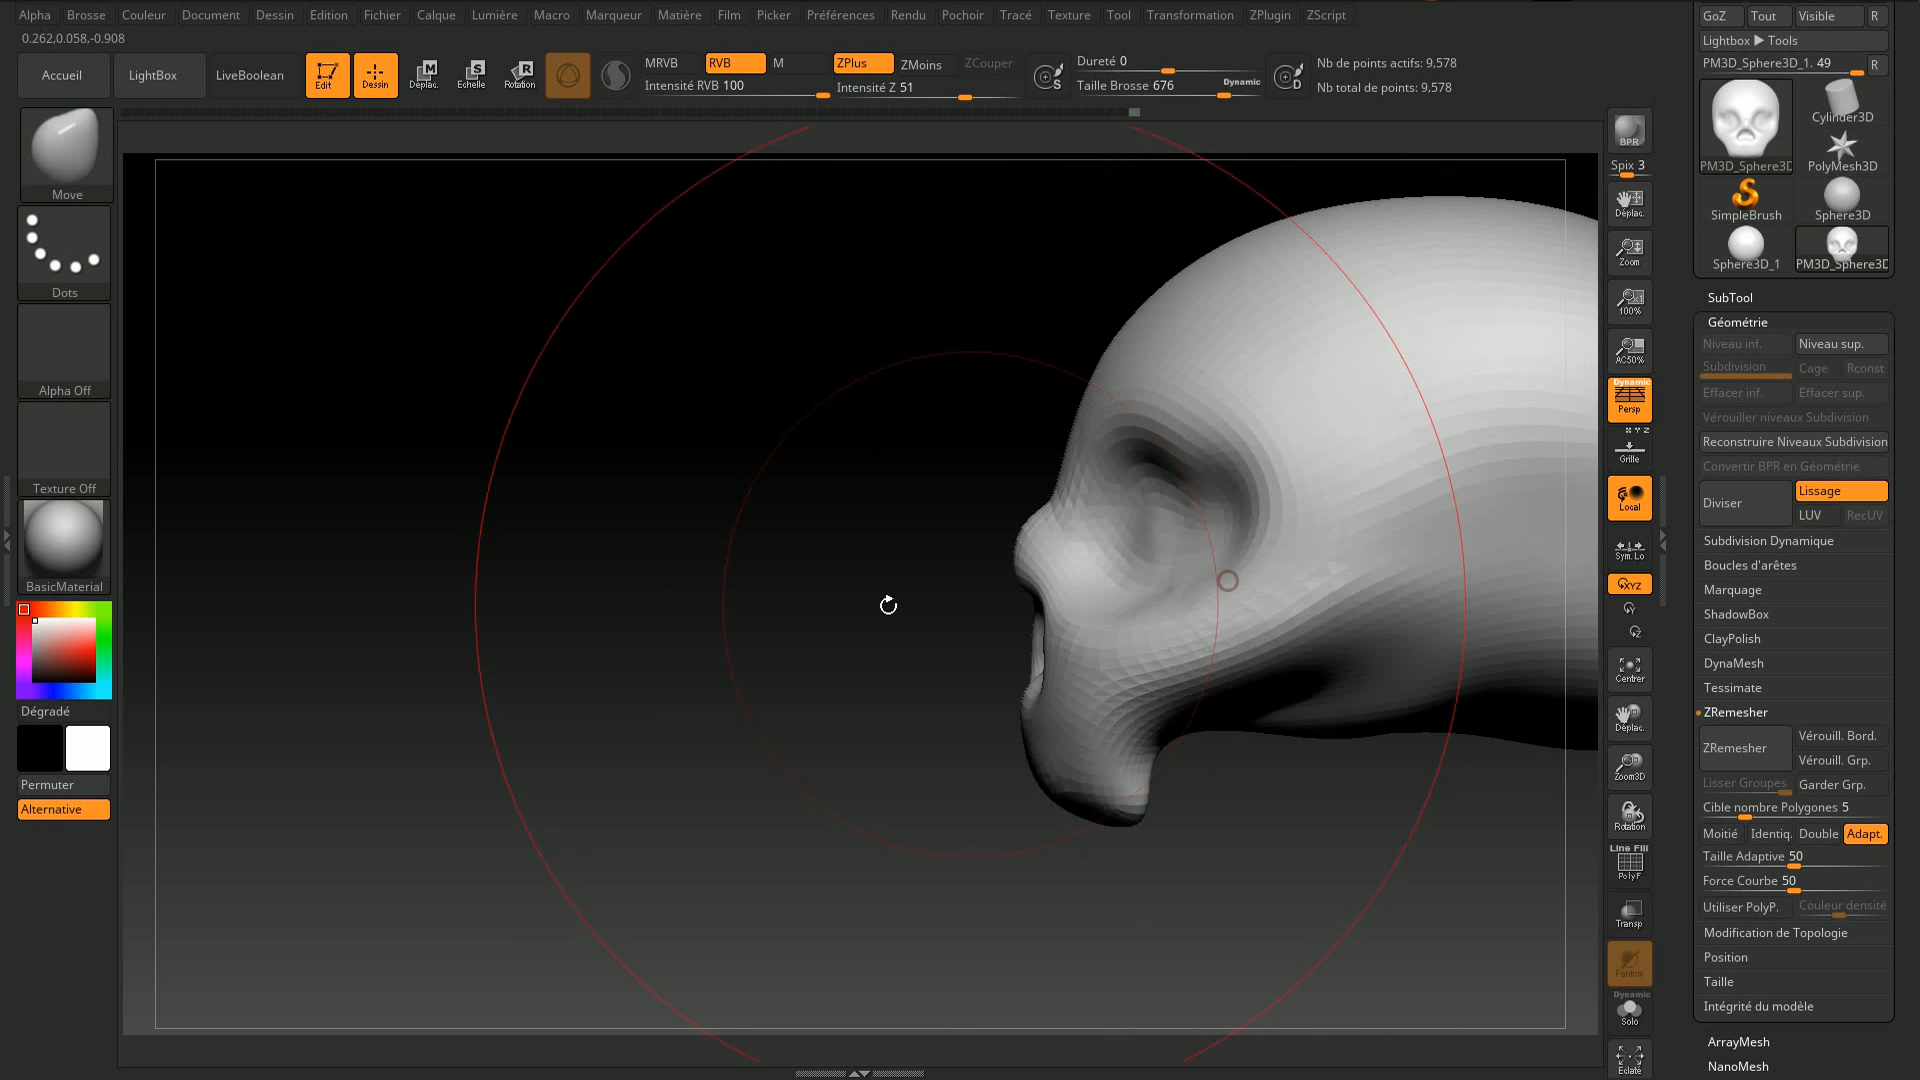 Alpha Brosse Couleur Document Dessin Edition Fichier Calque Lumière Macro Marqueur Matière Film Picker Préférences Rendu Pochoir Tracé Texture Tool Transformation ZPlugin ZScript
0.262,0.058,-0.908
Accueil LightBox LiveBoolean Edit Dessin Déplac. Echelle Rotation
MRVB RVB M ZPlus ZMoins ZCouper
Intensité RVB 100 Intensité Z 51
Dureté 0
Taille Brosse 676 Dynamic
Nb de points actifs: 9,578
Nb total de points: 9,578
Move
Dots
Alpha Off
Texture Off
BasicMaterial
Dégradé
Permuter
Alternative
BPR
Spix 3
Déplac.
Zoom
100%
AC50%
Dynamic
Persp
X Y Z
Grille
Local
Sym. Lo
XYZ
Y
Z
Centrer
Déplac.
Zoom3D
Rotation
Line Fill
PolyF
Transp
Fantom
Dynamic
Solo
Eclaté
GoZ Tout Visible R
Lightbox ▶ Tools
PM3D_Sphere3D_1. 49 R
PM3D_Sphere3D Cylinder3D
PolyMesh3D
SimpleBrush Sphere3D
Sphere3D_1 PM3D_Sphere3D
SubTool
Géométrie
Niveau inf. Niveau sup.
Subdivision Cage Rconst
Effacer inf. Effacer sup.
Vérouiller niveaux Subdivision
Reconstruire Niveaux Subdivision
Convertir BPR en Géométrie
Diviser Lissage
LUV RecUV
Subdivision Dynamique
Boucles d'arêtes
Marquage
ShadowBox
ClayPolish
DynaMesh
Tessimate
ZRemesher
ZRemesher Vérouill. Bord.
Vérouill. Grp.
Lisser Groupes Garder Grp.
Cible nombre Polygones 5
Moitié Identiq. Double Adapt.
Taille Adaptive 50
Force Courbe 50
Utiliser PolyP. Couleur densité
Modification de Topologie
Position
Taille
Intégrité du modèle
ArrayMesh
NanoMesh